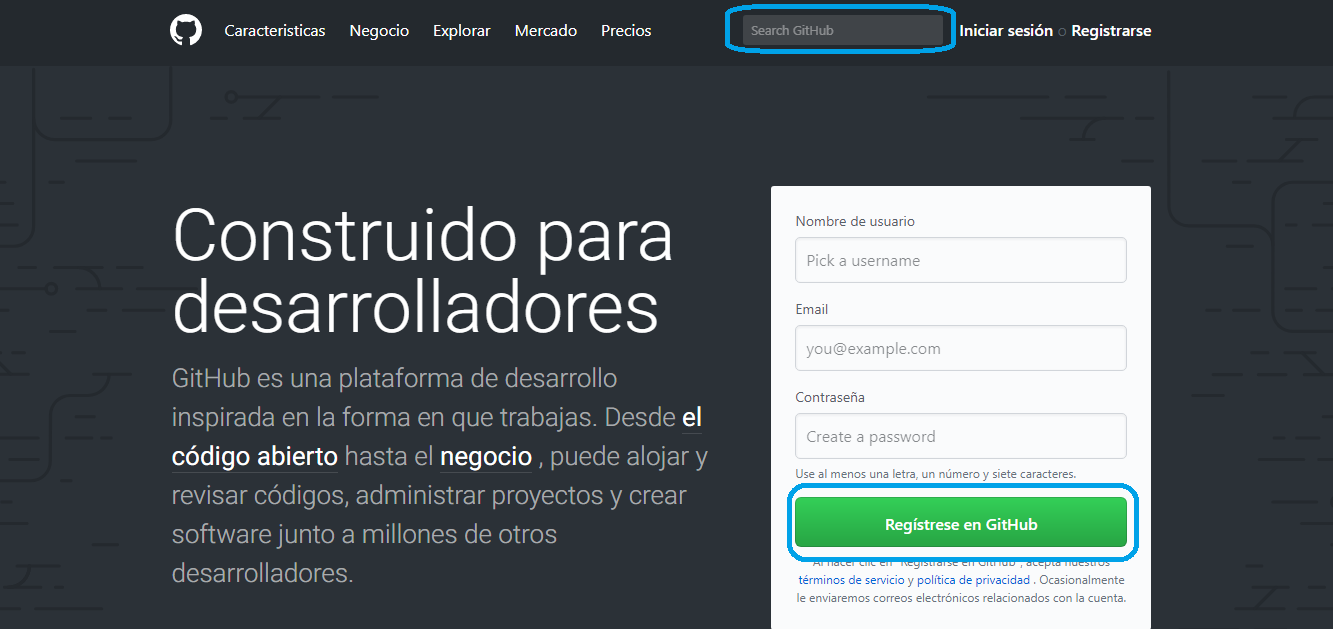 Caracteristicas Negocio Explorar Mercado Precios Search GitHub Iniciar sesión o Registrarse
Construido para
desarrolladores
GitHub es una plataforma de desarrollo
inspirada en la forma en que trabajas. Desde el
código abierto hasta el negocio , puede alojar y
revisar códigos, administrar proyectos y crear
software junto a millones de otros
desarrolladores.
Nombre de usuario
Pick a username
Email
you@example.com
Contraseña
Create a password
Use al menos una letra, un número y siete caracteres.
Regístrese en GitHub
Al hacer clic en "Registrarse en GitHub", acepta nuestros
términos de servicio y política de privacidad . Ocasionalmente
le enviaremos correos electrónicos relacionados con la cuenta.